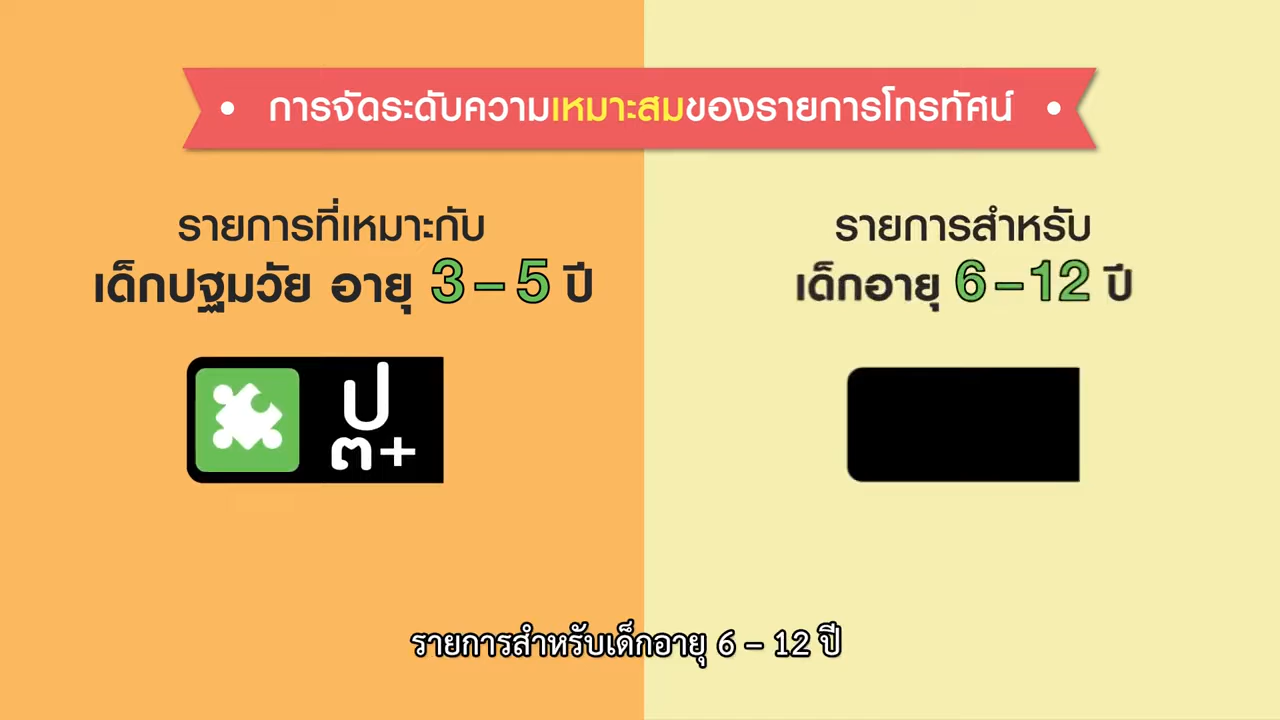 • การจัดระดับความเหมาะสมของรายการโทรทัศน์ •
รายการที่เหมาะกับ
เด็กปฐมวัย อายุ 3 – 5 ปี
ป
๓+
รายการสำหรับ
เด็กอายุ 6 – 12 ปี
รายการสำหรับเด็กอายุ 6 – 12 ปี